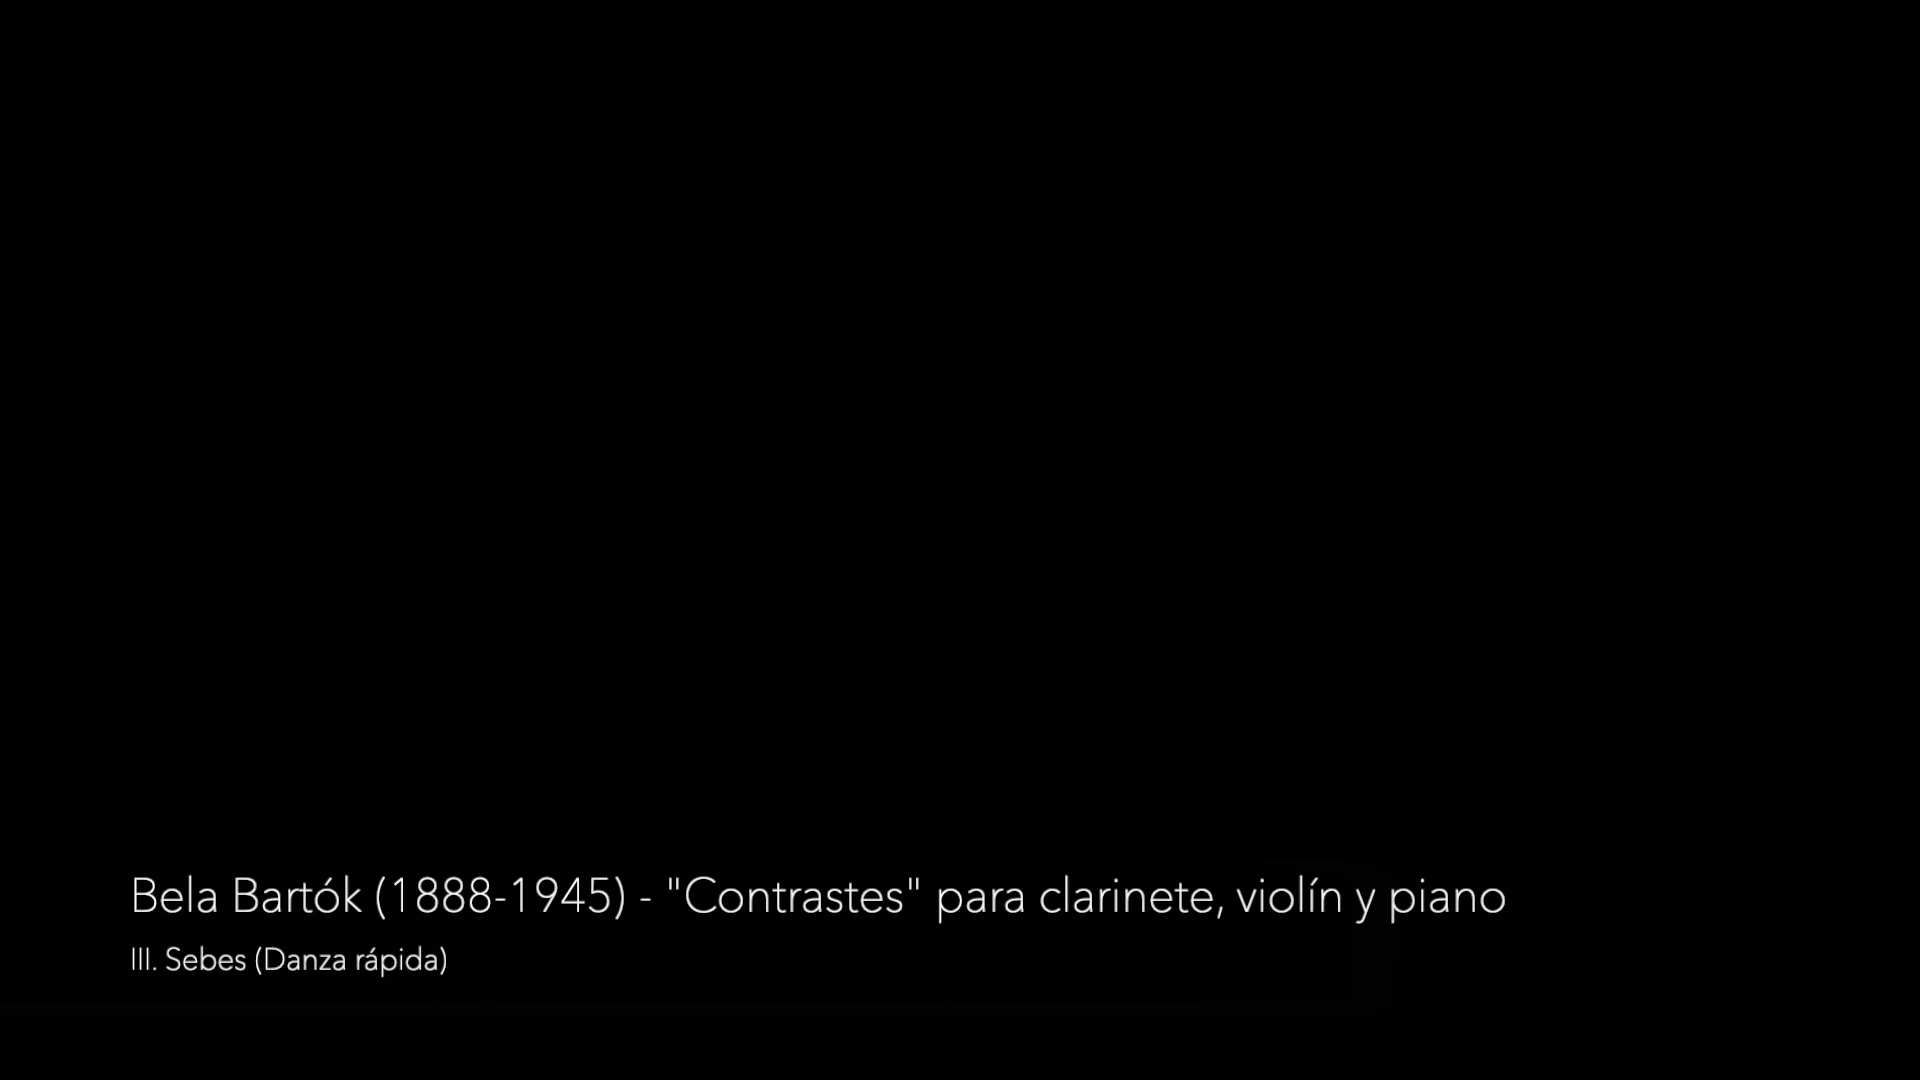 Bela Bartók (1888-1945) - "Contrastes" para clarinete, violín y piano
III. Sebes (Danza rápida)